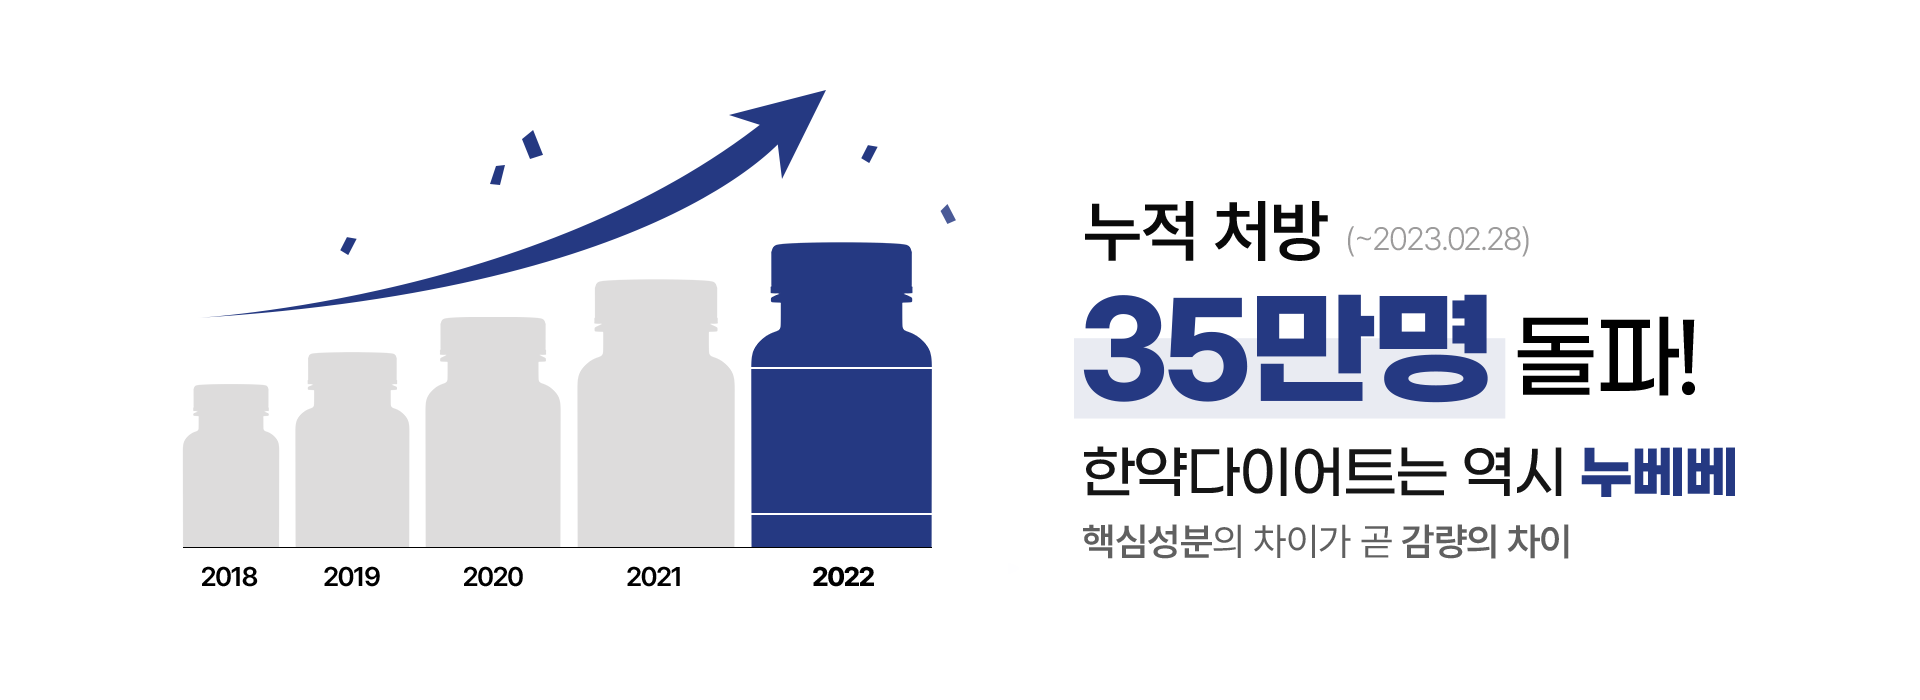 누적 처방 (~2023.02.28)
35만명 돌파!
한약다이어트는 역시 누베베
핵심성분의 차이가 곧 감량의 차이
2018 2019 2020 2021 2022